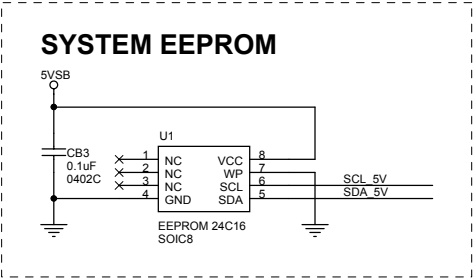 SYSTEM EEPROM
5VSB
U1
CB3
0.1uF
0402C
1 NC VCC 8
2 NC WP 7
3 NC SCL 6 SCL_5V
4 GND SDA 5 SDA_5V
EEPROM 24C16
SOIC8